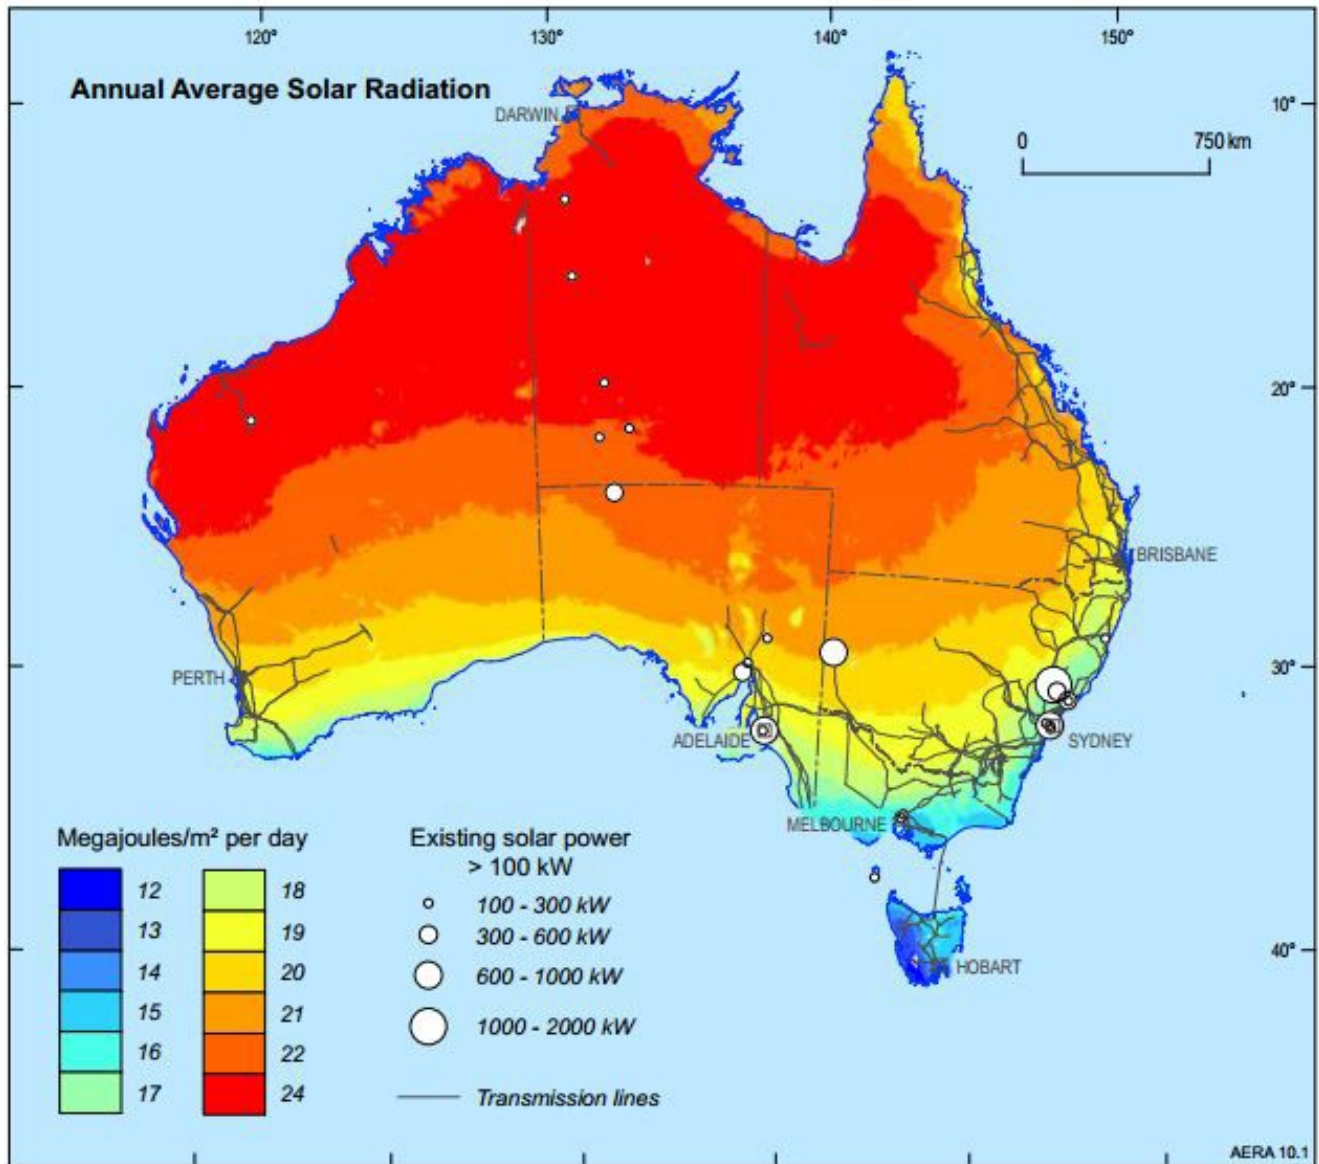 120°
130°
140°
150°
Annual Average Solar Radiation
DARWIN
10°
0
750 km
20°
BRISBANE
30°
PERTH
ADELAIDE
SYDNEY
MELBOURNE
HOBART
40°
Megajoules/m² per day
12
13
14
15
16
17
18
19
20
21
22
24
Existing solar power
> 100 kW
100 - 300 kW
300 - 600 kW
600 - 1000 kW
1000 - 2000 kW
Transmission lines
AERA 10.1